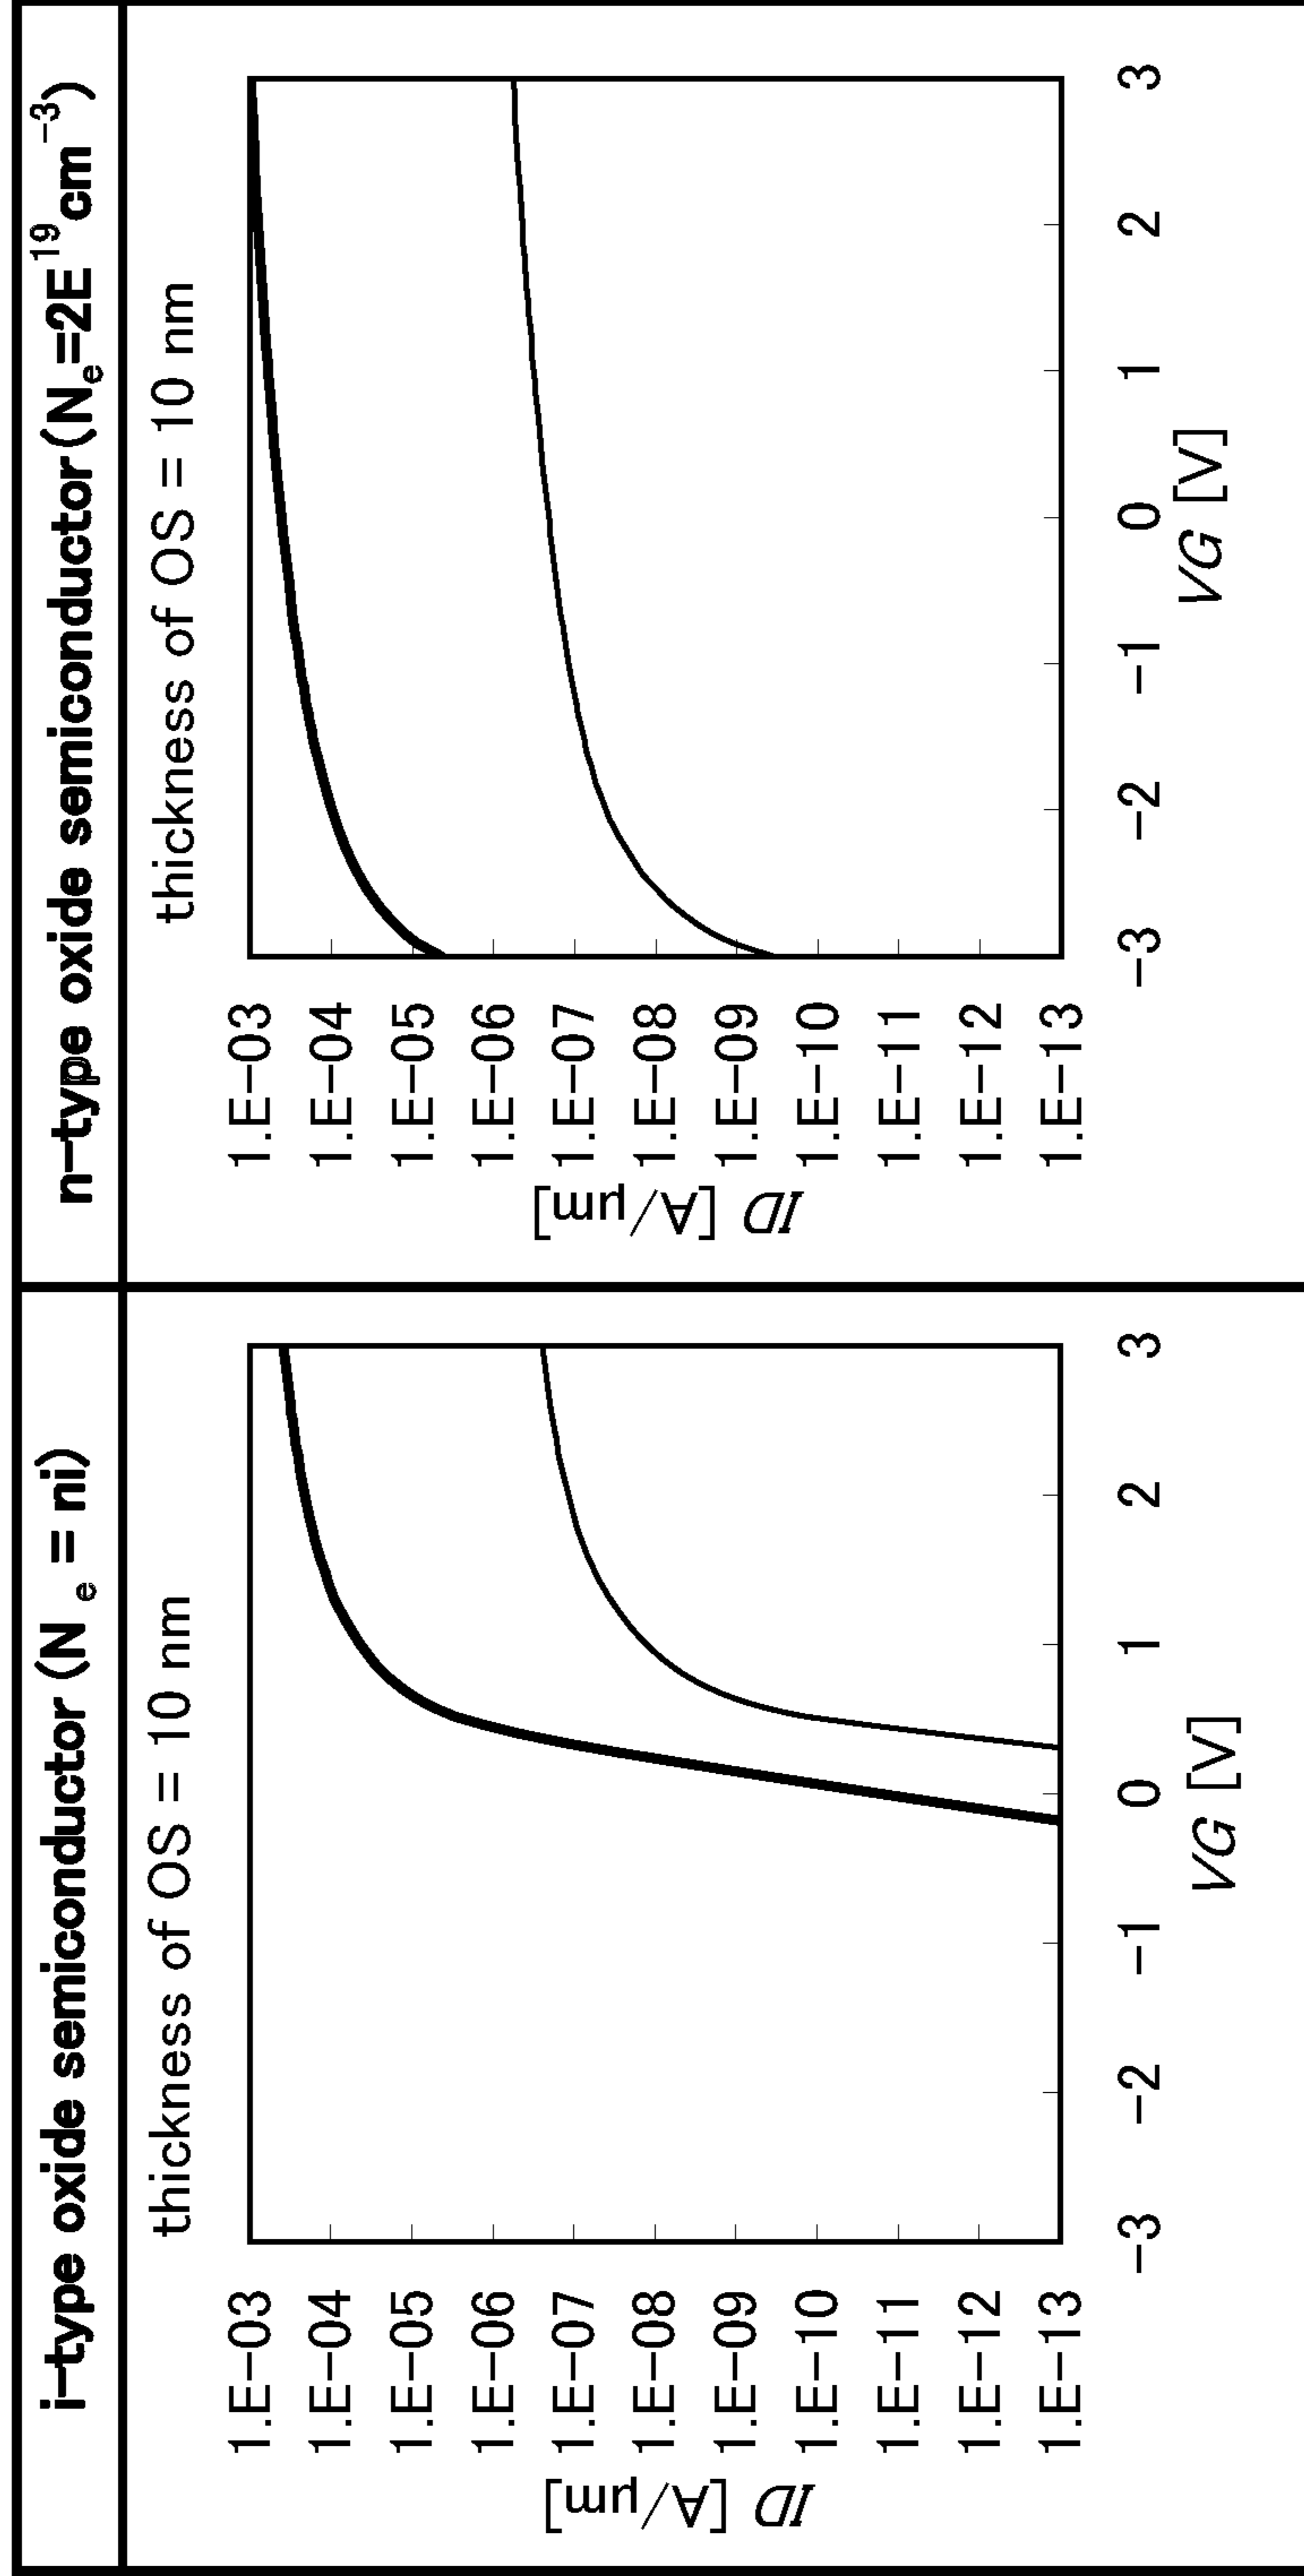 i-type oxide semiconductor (Ne = ni)
thickness of OS = 10 nm
ID [A/μm]
1.E-03
1.E-04
1.E-05
1.E-06
1.E-07
1.E-08
1.E-09
1.E-10
1.E-11
1.E-12
1.E-13
-3 -2 -1 0 1 2 3
VG [V]
n-type oxide semiconductor (Ne=2E19cm-3)
thickness of OS = 10 nm
ID [A/μm]
1.E-03
1.E-04
1.E-05
1.E-06
1.E-07
1.E-08
1.E-09
1.E-10
1.E-11
1.E-12
1.E-13
-3 -2 -1 0 1 2 3
VG [V]